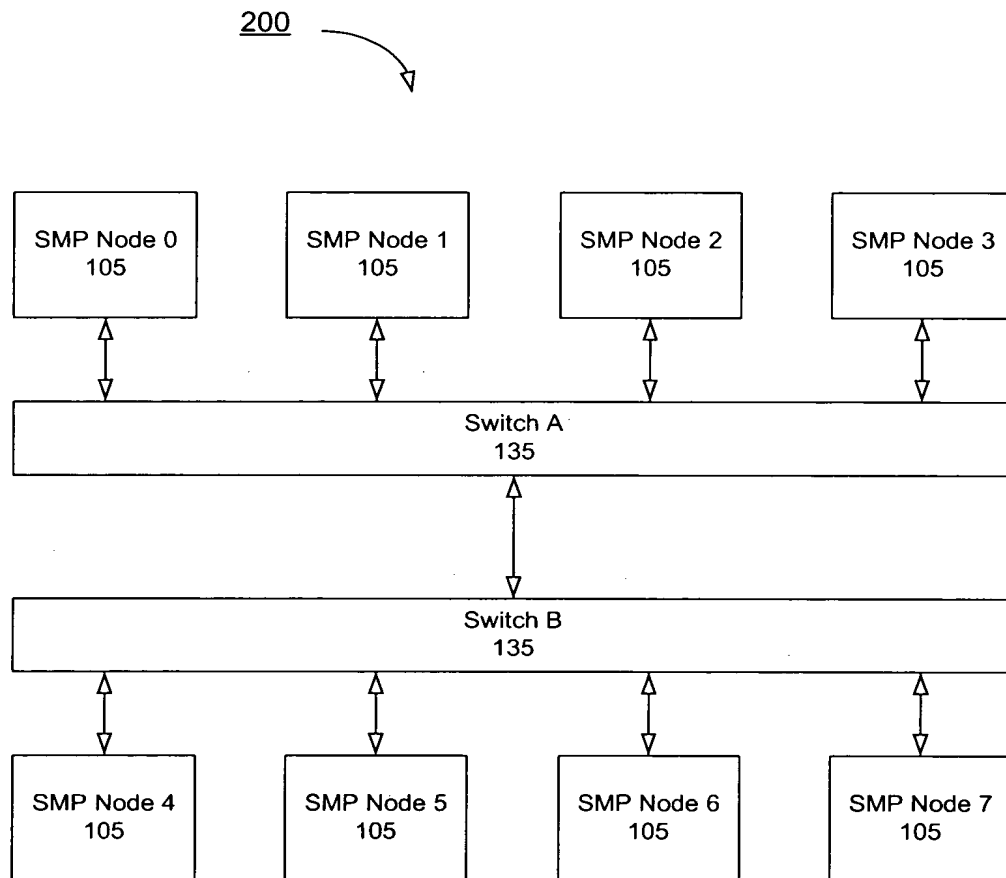 200
SMP Node 0
105
SMP Node 1
105
SMP Node 2
105
SMP Node 3
105
Switch A
135
Switch B
135
SMP Node 4
105
SMP Node 5
105
SMP Node 6
105
SMP Node 7
105